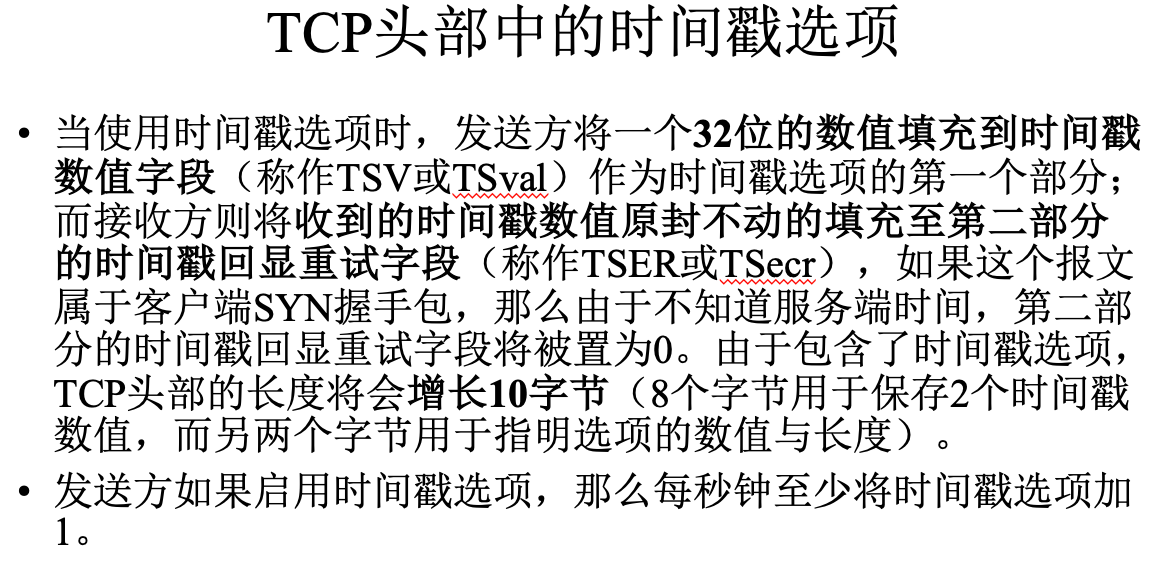 TCP头部中的时间戳选项
• 当使用时间戳选项时，发送方将一个32位的数值填充到时间戳
数值字段（称作TSV或TSval）作为时间戳选项的第一个部分；
而接收方则将收到的时间戳数值原封不动的填充至第二部分
的时间戳回显重试字段（称作TSER或TSecr），如果这个报文
属于客户端SYN握手包，那么由于不知道服务端时间，第二部
分的时间戳回显重试字段将被置为0。由于包含了时间戳选项，
TCP头部的长度将会增长10字节（8个字节用于保存2个时间戳
数值，而另两个字节用于指明选项的数值与长度）。
• 发送方如果启用时间戳选项，那么每秒钟至少将时间戳选项加
1。